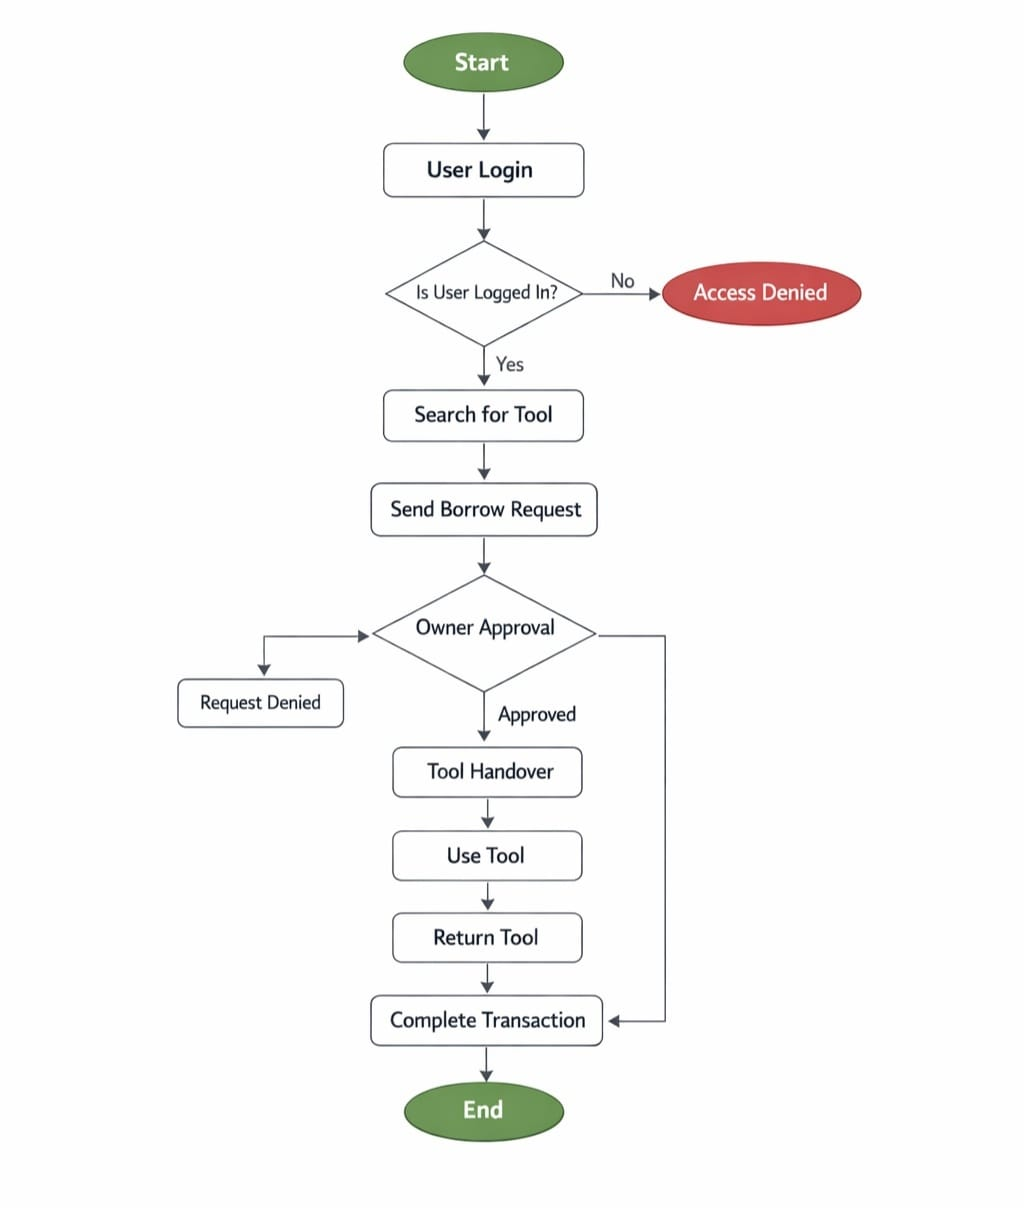 Start
User Login
Is User Logged In?
No
Access Denied
Yes
Search for Tool
Send Borrow Request
Owner Approval
Request Denied
Approved
Tool Handover
Use Tool
Return Tool
Complete Transaction
End